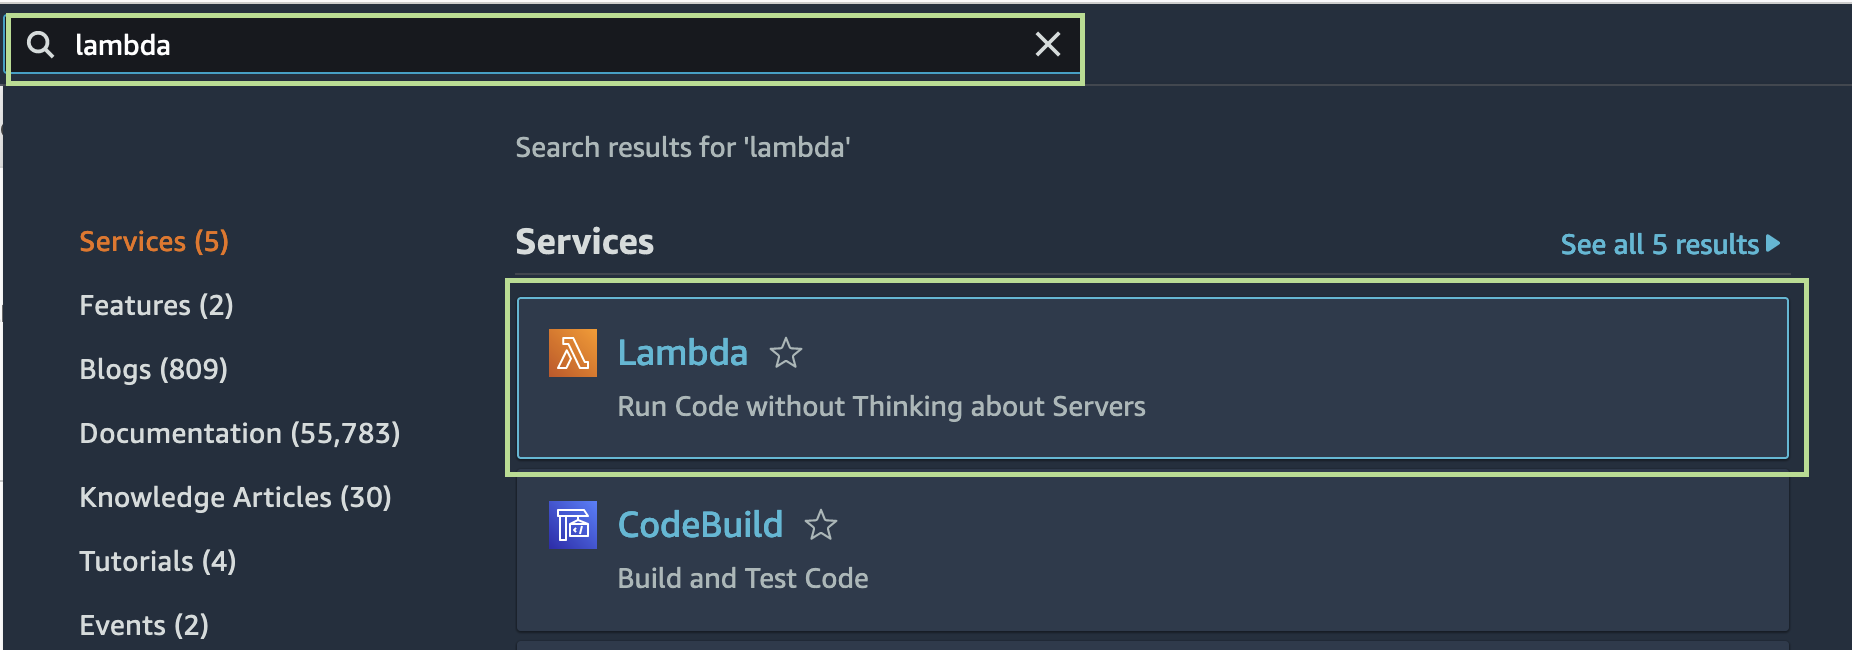 lambda
Search results for 'lambda'
Services (5)
Features (2)
Blogs (809)
Documentation (55,783)
Knowledge Articles (30)
Tutorials (4)
Events (2)
Services
See all 5 results
Lambda
Run Code without Thinking about Servers
CodeBuild
Build and Test Code